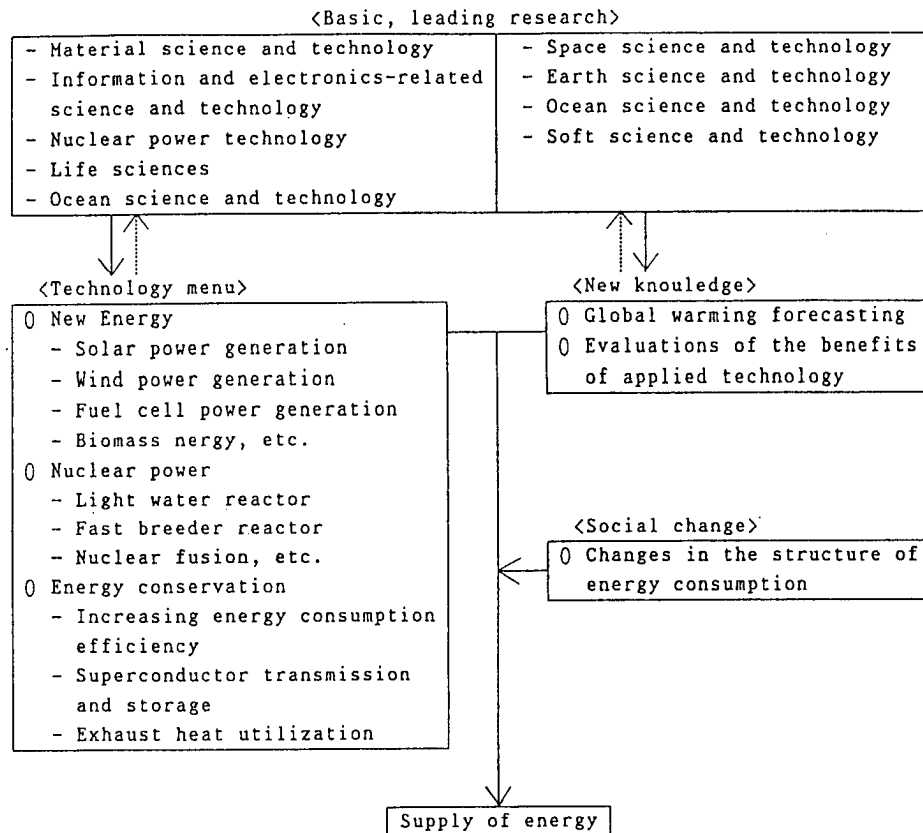 <Basic, leading research>
- Material science and technology
- Information and electronics-related
science and technology
- Nuclear power technology
- Life sciences
- Ocean science and technology
- Space science and technology
- Earth science and technology
- Ocean science and technology
- Soft science and technology
<Technology menu>
0 New Energy
- Solar power generation
- Wind power generation
- Fuel cell power generation
- Biomass nergy, etc.
0 Nuclear power
- Light water reactor
- Fast breeder reactor
- Nuclear fusion, etc.
0 Energy conservation
- Increasing energy consumption
efficiency
- Superconductor transmission
and storage
- Exhaust heat utilization
<New knowledge>
0 Global warming forecasting
0 Evaluations of the benefits
of applied technology
<Social change>
0 Changes in the structure of
energy consumption
Supply of energy